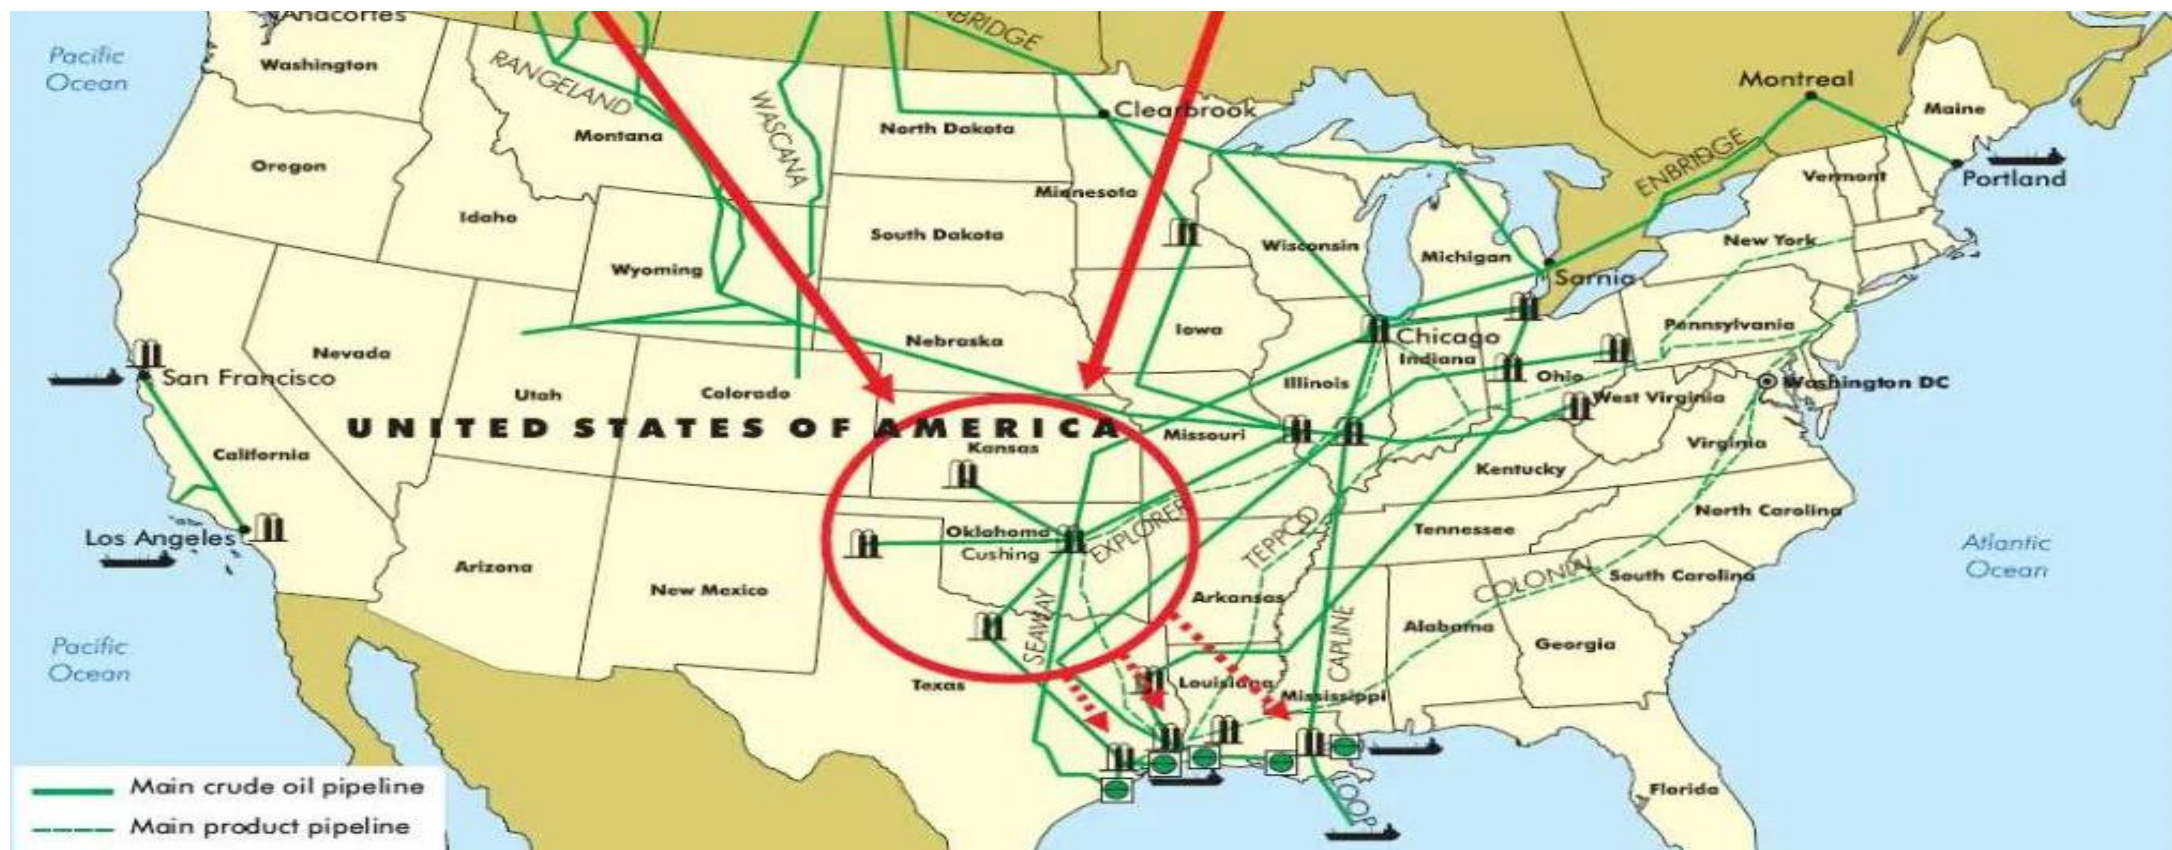 Anacortes
ENBRIDGE
Pacific
Ocean
Washington
RANGELAND
Montana
WASCANA
North Dakota
Clearbrook
Montreal
Maine
ENBRIDGE
Portland
Vermont
Oregon
Idaho
Minnesota
South Dakota
Wisconsin
Michigan
New York
Sarnia
Wyoming
Iowa
Chicago
Pennsylvania
Nebraska
Nevada
Indiana
San Francisco
Utah
Colorado
Illinois
Ohio
Washington DC
West Virginia
UNITED STATES OF AMERICA
Kansas
Missouri
California
Virginia
Kentucky
EXPLORER
TEPPCO
North Carolina
Los Angeles
Oklahoma
Cushing
Tennessee
Atlantic
Ocean
Arizona
New Mexico
COLONIAL
South Carolina
Arkansas
SEAWAY
CAPLINE
Alabama
Georgia
Pacific
Ocean
Texas
Louisiana
Mississippi
Florida
LOOP
Main crude oil pipeline
Main product pipeline